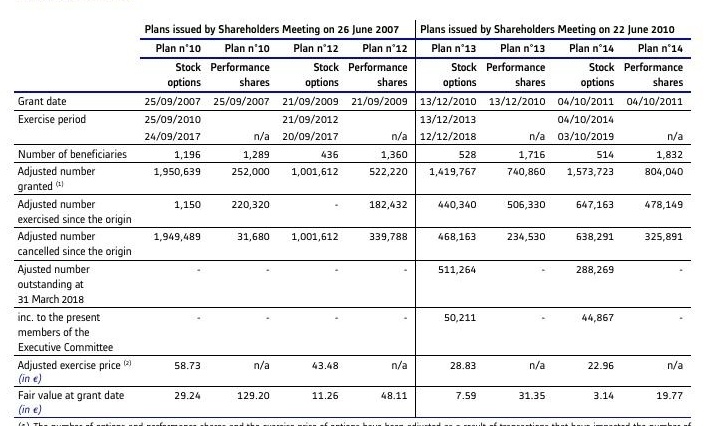 Plans issued by Shareholders Meeting on 26 June 2007 Plans issued by Shareholders Meeting on 22 June 2010
Plan n°10 Plan n°10 Plan n°12 Plan n°12 Plan n°13 Plan n°13 Plan n°14 Plan n°14
Stock Performance Stock Performance Stock Performance Stock Performance
options shares options shares options shares options shares
Grant date 25/09/2007 25/09/2007 21/09/2009 21/09/2009 13/12/2010 13/12/2010 04/10/2011 04/10/2011
Exercise period 25/09/2010 21/09/2012 13/12/2013 04/10/2014
24/09/2017 n/a 20/09/2017 n/a 12/12/2018 n/a 03/10/2019 n/a
Number of beneficiaries 1,196 1,289 436 1,360 528 1,716 514 1,832
Adjusted number 1,950,639 252,000 1,001,612 522,220 1,419,767 740,860 1,573,723 804,040
granted (1)
Adjusted number 1,150 220,320 - 182,432 440,340 506,330 647,163 478,149
exercised since the origin
Adjusted number 1,949,489 31,680 1,001,612 339,788 468,163 234,530 638,291 325,891
cancelled since the origin
Ajusted number - - - - 511,264 - 288,269 -
outstanding at
31 March 2018
inc. to the present - - - - 50,211 - 44,867 -
members of the
Executive Committee
Adjusted exercise price (2) 58.73 n/a 43.48 n/a 28.83 n/a 22.96 n/a
(in €)
Fair value at grant date 29.24 129.20 11.26 48.11 7.59 31.35 3.14 19.77
(in €)
(1) The number of options and performance shares and the exercise price of options have been adjusted as a result of transactions that have impacted the number of